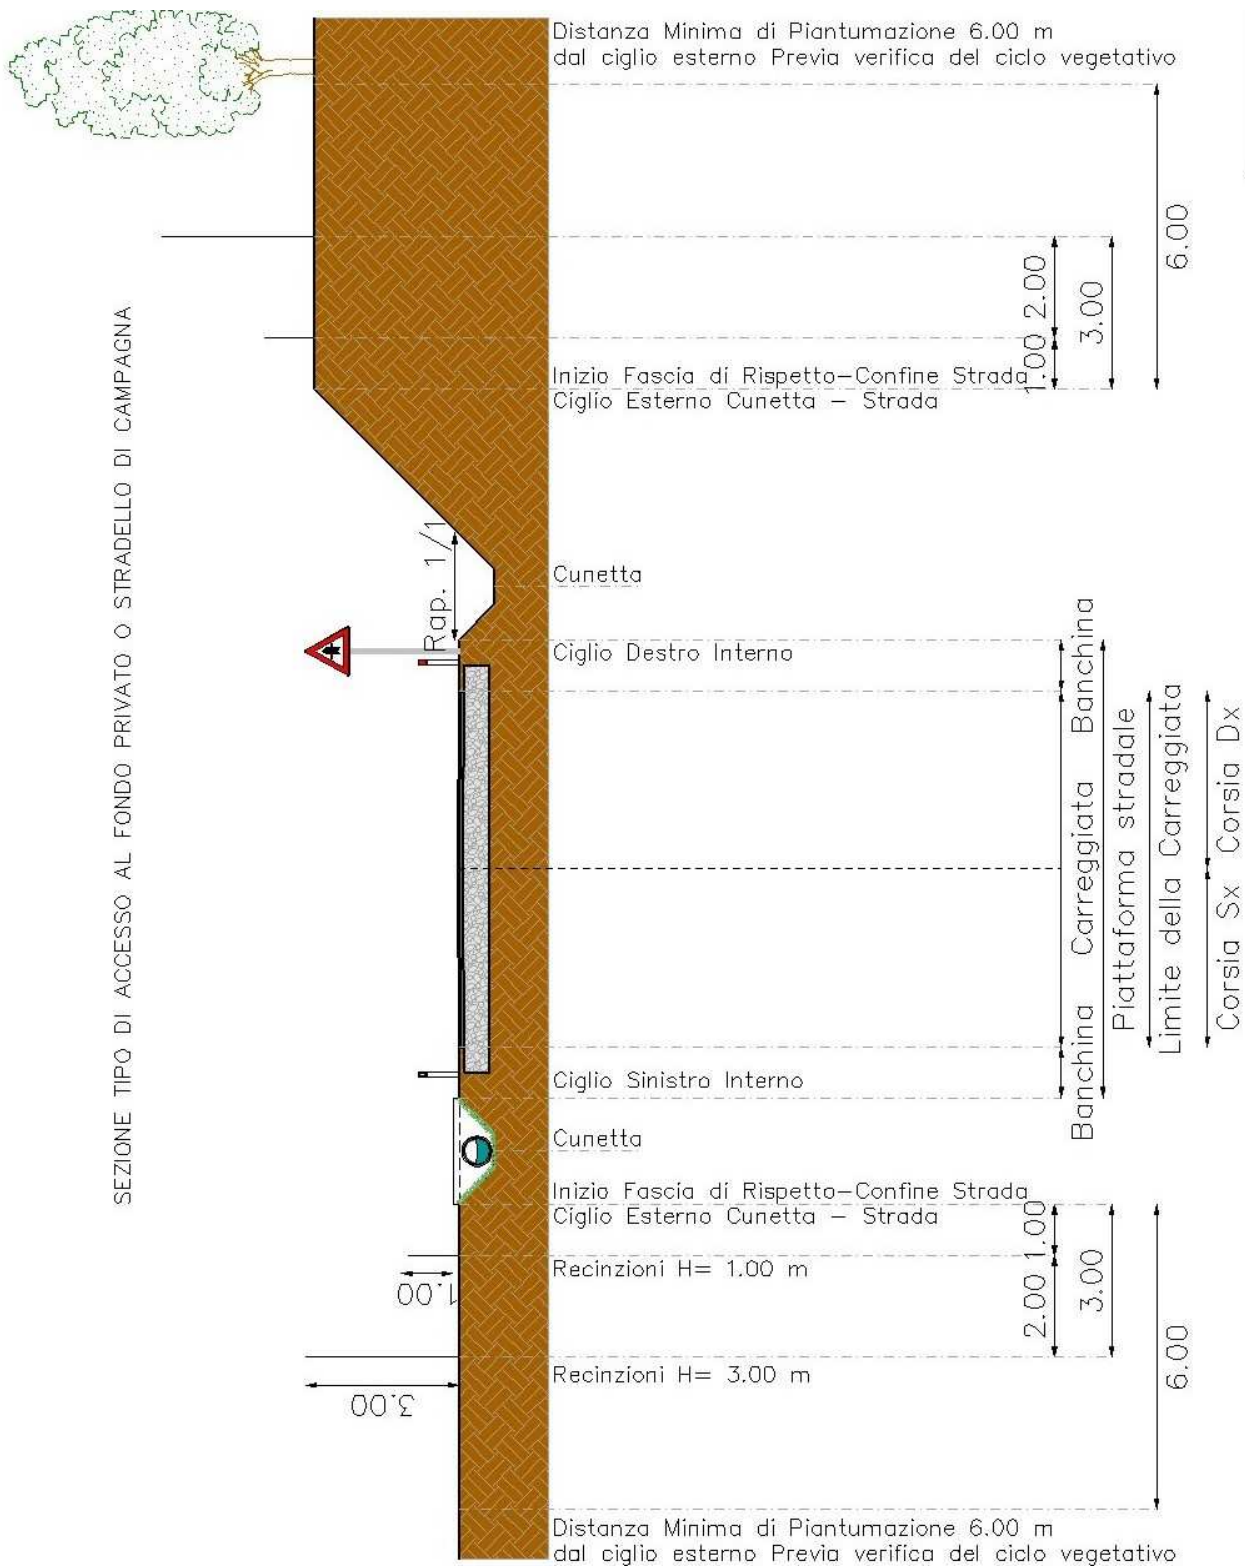 SEZIONE TIPO DI ACCESSO AL FONDO PRIVATO O STRADELLO DI CAMPAGNA
Distanza Minima di Piantumazione 6.00 m
dal ciglio esterno Previa verifica del ciclo vegetativo
6.00
2.00
3.00
1.00
Inizio Fascia di Rispetto-Confine Strada
Ciglio Esterno Cunetta - Strada
Rap. 1/1
Cunetta
Ciglio Destro Interno
Banchina
Carreggiata
Banchina
Piattaforma stradale
Limite della Carreggiata
Corsia Sx
Corsia Dx
Ciglio Sinistro Interno
Cunetta
Inizio Fascia di Rispetto-Confine Strada
Ciglio Esterno Cunetta - Strada
1.00
Recinzioni H= 1.00 m
1.00
2.00
3.00
Recinzioni H= 3.00 m
3.00
6.00
Distanza Minima di Piantumazione 6.00 m
dal ciglio esterno Previa verifica del ciclo vegetativo